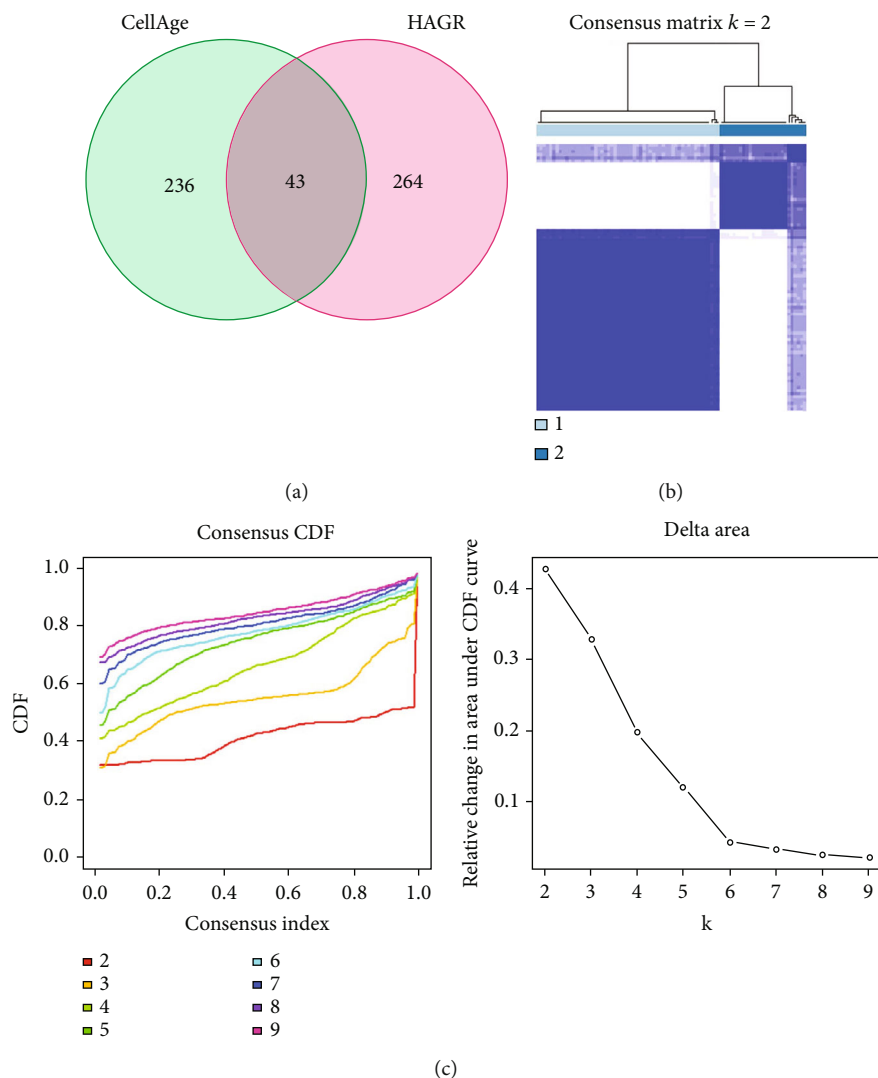 CellAge
HAGR
236
43
264
(a)
Consensus matrix k = 2
1
2
(b)
Consensus CDF
CDF
1.0
0.8
0.6
0.4
0.2
0.0
0.0 0.2 0.4 0.6 0.8 1.0
Consensus index
2
3
4
5
6
7
8
9
Delta area
Relative change in area under CDF curve
0.4
0.3
0.2
0.1
2 3 4 5 6 7 8 9
k
(c)